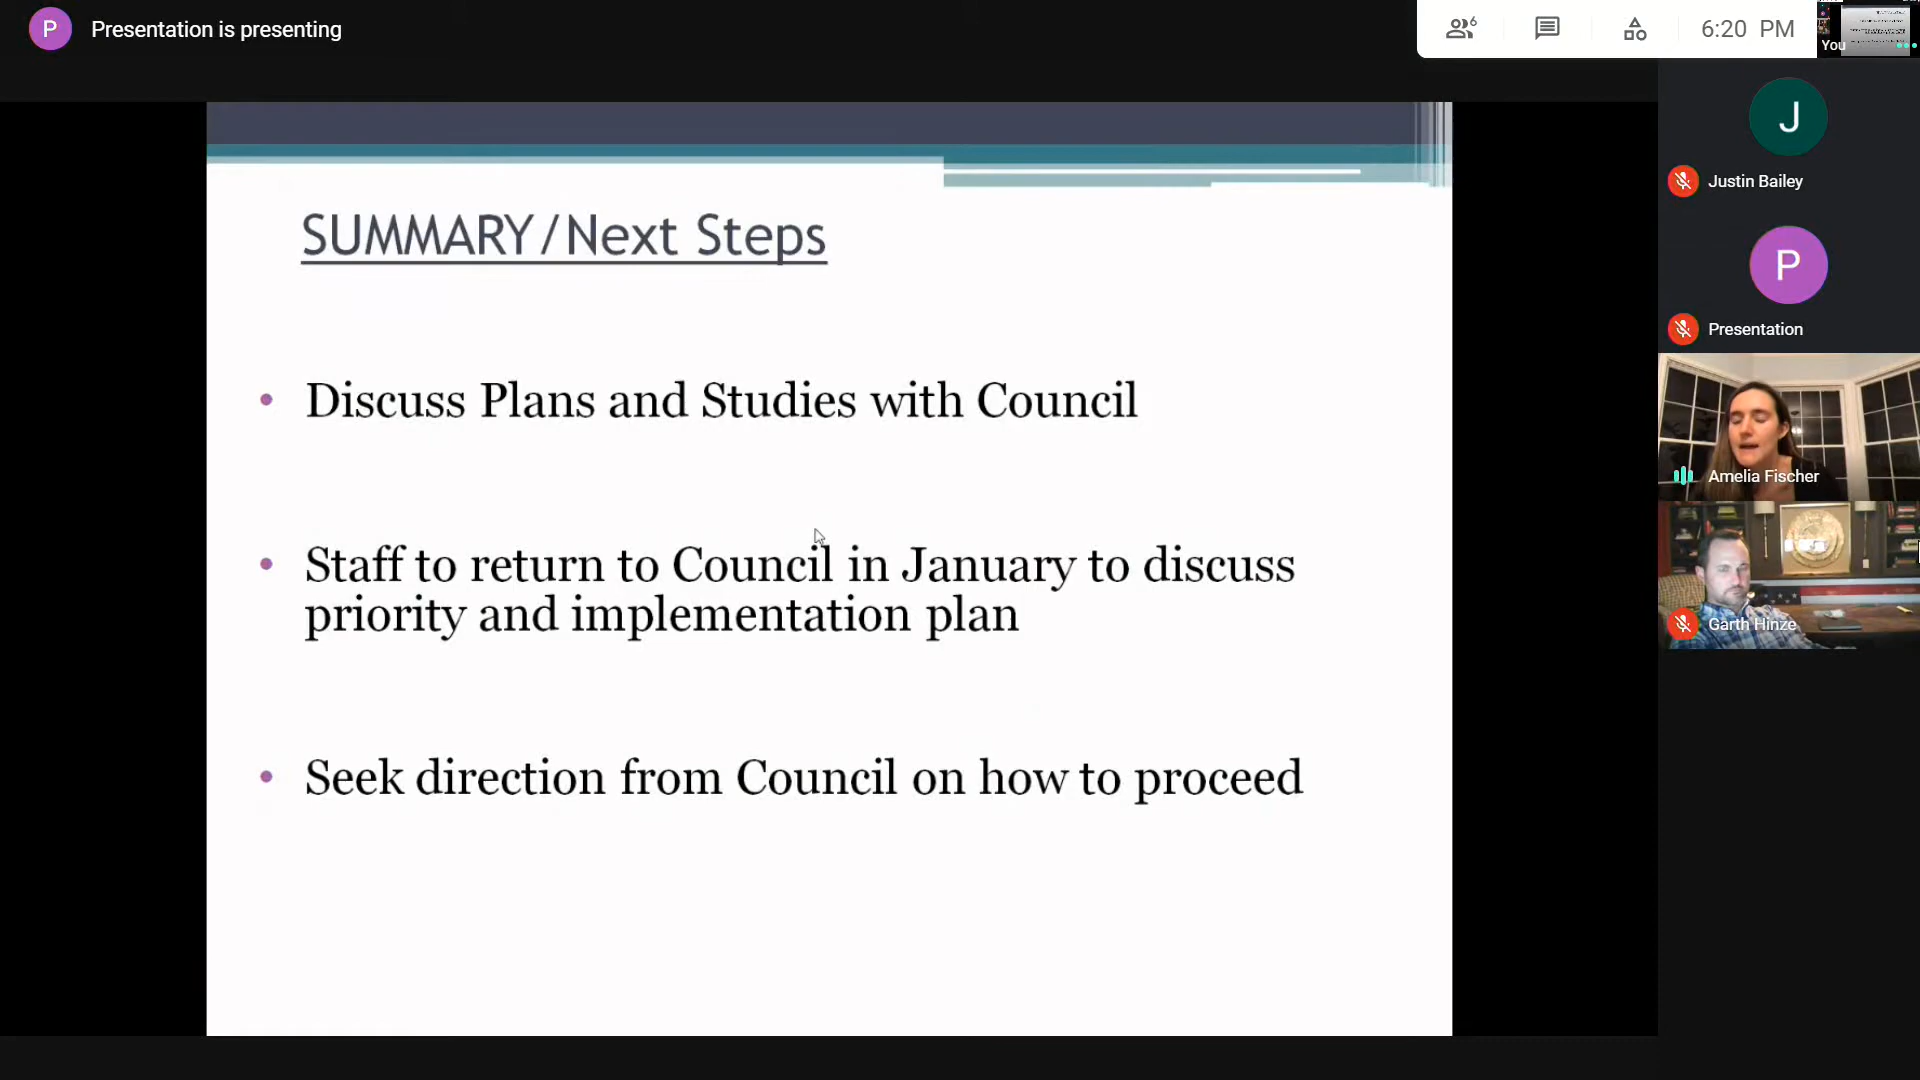 P
Presentation is presenting
6
6:20 PM
You
J
Justin Bailey
P
Presentation
Amelia Fischer
Garth Hinze
SUMMARY/Next Steps
• Discuss Plans and Studies with Council
• Staff to return to Council in January to discuss
priority and implementation plan
• Seek direction from Council on how to proceed